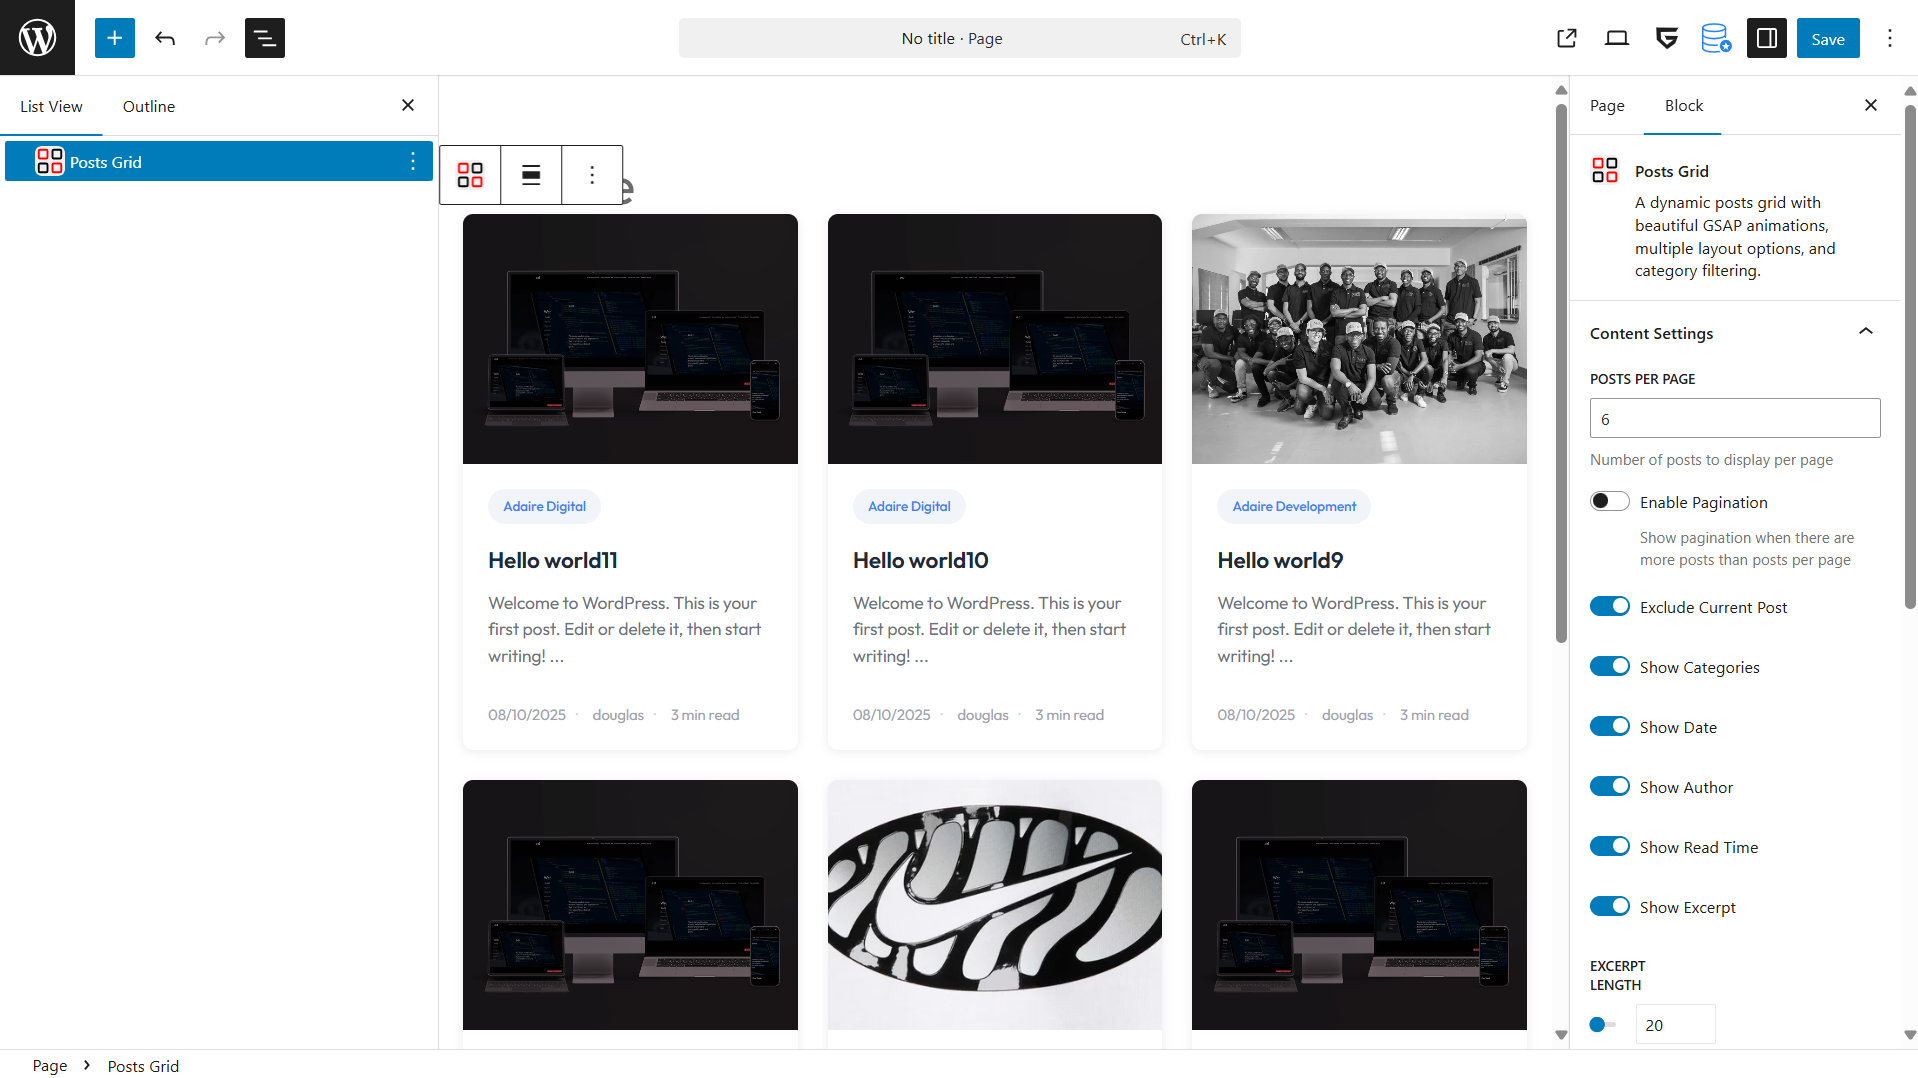 No title · Page
Ctrl+K
Save
List View
Outline
Posts Grid
Page
Block
Posts Grid
A dynamic posts grid with
beautiful GSAP animations,
multiple layout options, and
category filtering.
Content Settings
POSTS PER PAGE
6
Number of posts to display per page
Enable Pagination
Show pagination when there are
more posts than posts per page
Exclude Current Post
Show Categories
Show Date
Show Author
Show Read Time
Show Excerpt
EXCERPT
LENGTH
20
Adaire Digital
Hello world11
Welcome to WordPress. This is your
first post. Edit or delete it, then start
writing! ...
08/10/2025 · douglas · 3 min read
Adaire Digital
Hello world10
Welcome to WordPress. This is your
first post. Edit or delete it, then start
writing! ...
08/10/2025 · douglas · 3 min read
Adaire Development
Hello world9
Welcome to WordPress. This is your
first post. Edit or delete it, then start
writing! ...
08/10/2025 · douglas · 3 min read
Page
Posts Grid